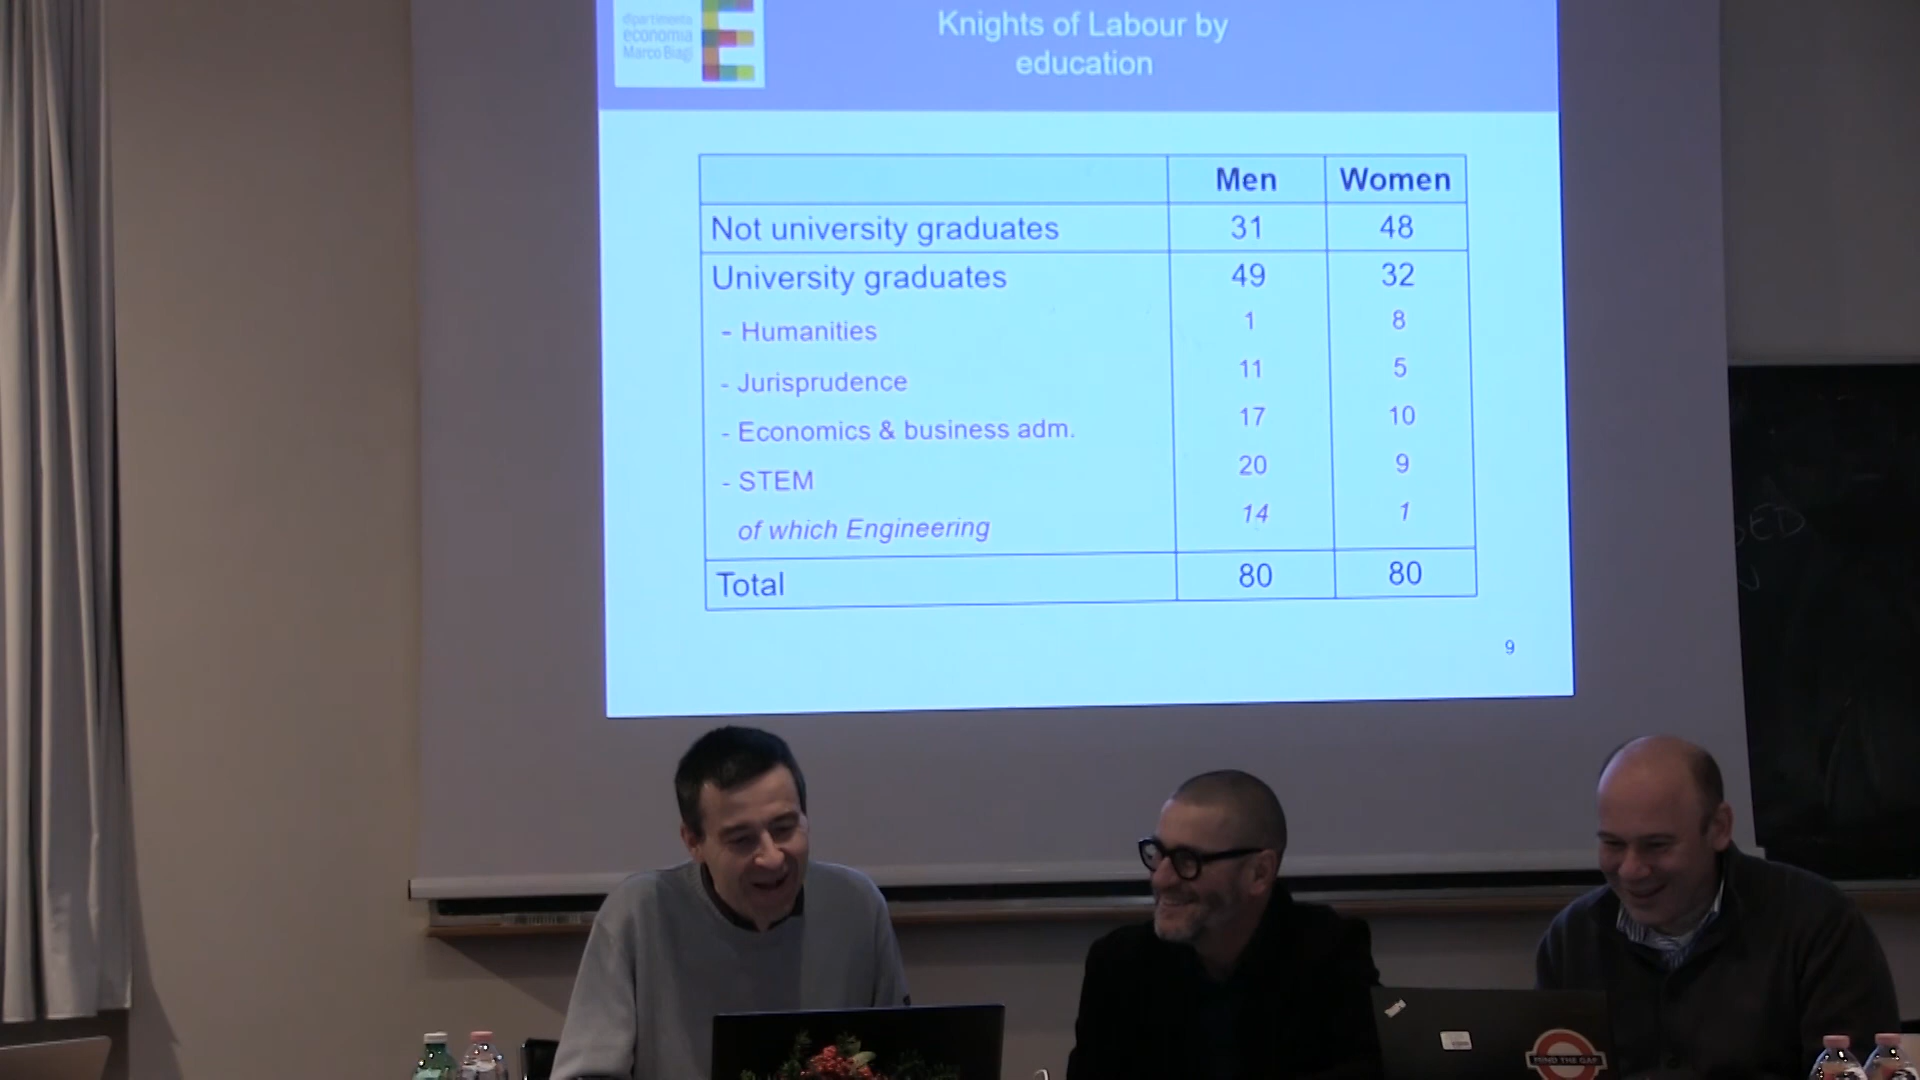 dipartimento
economia
Marco Biagi
Knights of Labour by
education
Men Women
Not university graduates 31 48
University graduates 49 32
- Humanities 1 8
- Jurisprudence 11 5
- Economics & business adm. 17 10
- STEM 20 9
of which Engineering 14 1
Total 80 80
9
MIND THE GAP